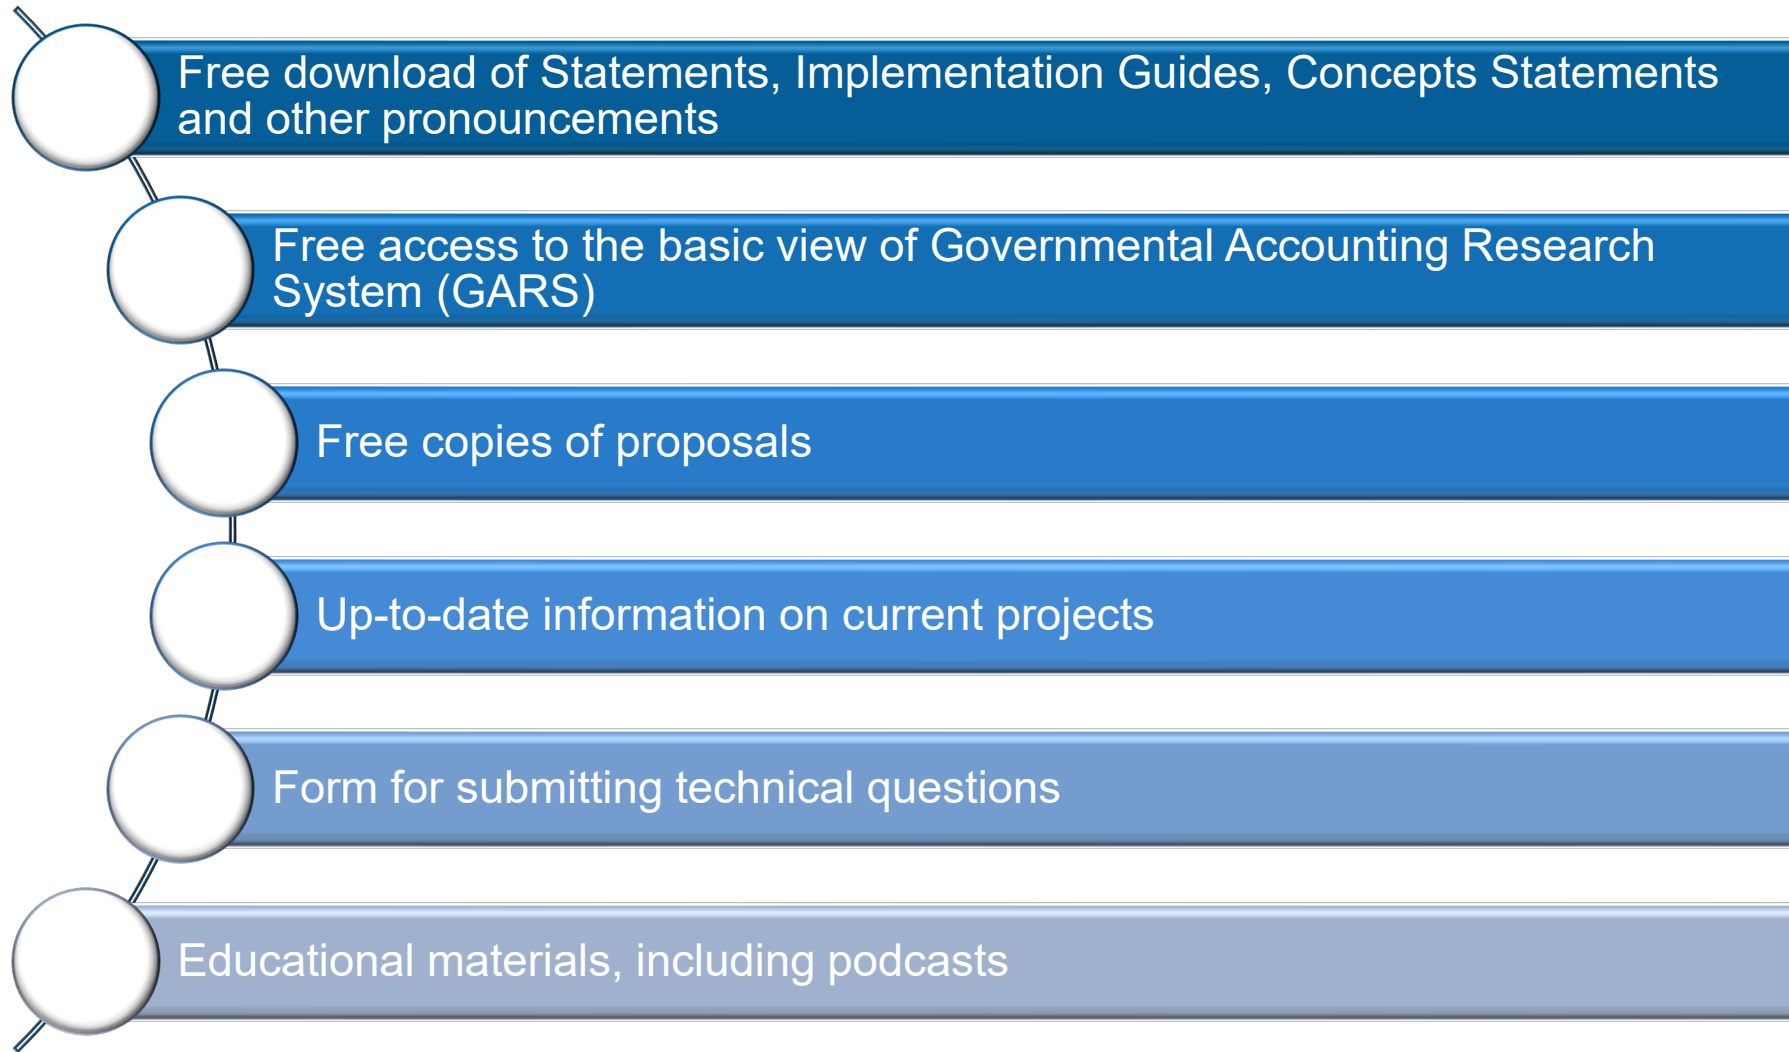 Free download of Statements, Implementation Guides, Concepts Statements
and other pronouncements
Free access to the basic view of Governmental Accounting Research
System (GARS)
Free copies of proposals
Up-to-date information on current projects
Form for submitting technical questions
Educational materials, including podcasts